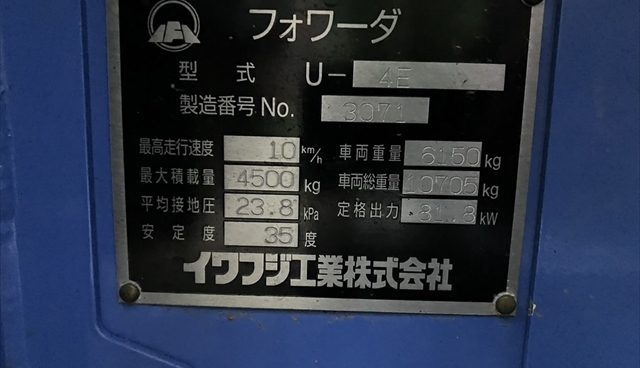 フォワーダ
型式 U-4E
製造番号 No. 3071
最高走行速度 10 km/h 車両重量 6150 kg
最大積載量 4500 kg 車両総重量 10705 kg
平均接地圧 23.8 kPa 定格出力 81.8 kW
安定度 35 度
イワフジ工業株式会社